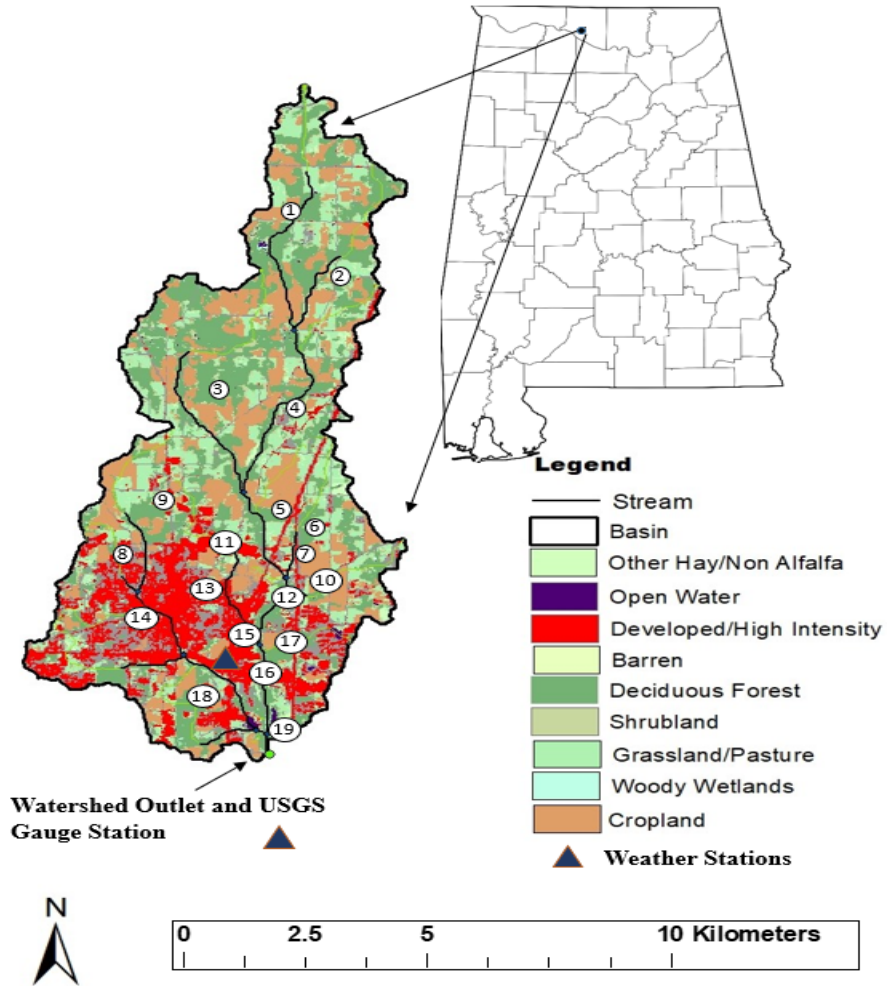 1
2
3
4
5
6
7
8
9
10
11
12
13
14
15
16
17
18
19
Watershed Outlet and USGS
Gauge Station
Legend
Stream
Basin
Other Hay/Non Alfalfa
Open Water
Developed/High Intensity
Barren
Deciduous Forest
Shrubland
Grassland/Pasture
Woody Wetlands
Cropland
Weather Stations
N
0 2.5 5 10 Kilometers